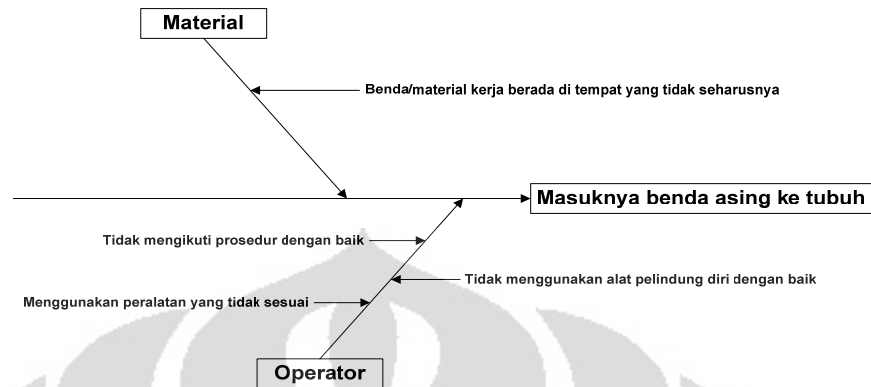 Material
Benda/material kerja berada di tempat yang tidak seharusnya
Masuknya benda asing ke tubuh
Tidak mengikuti prosedur dengan baik
Tidak menggunakan alat pelindung diri dengan baik
Menggunakan peralatan yang tidak sesuai
Operator